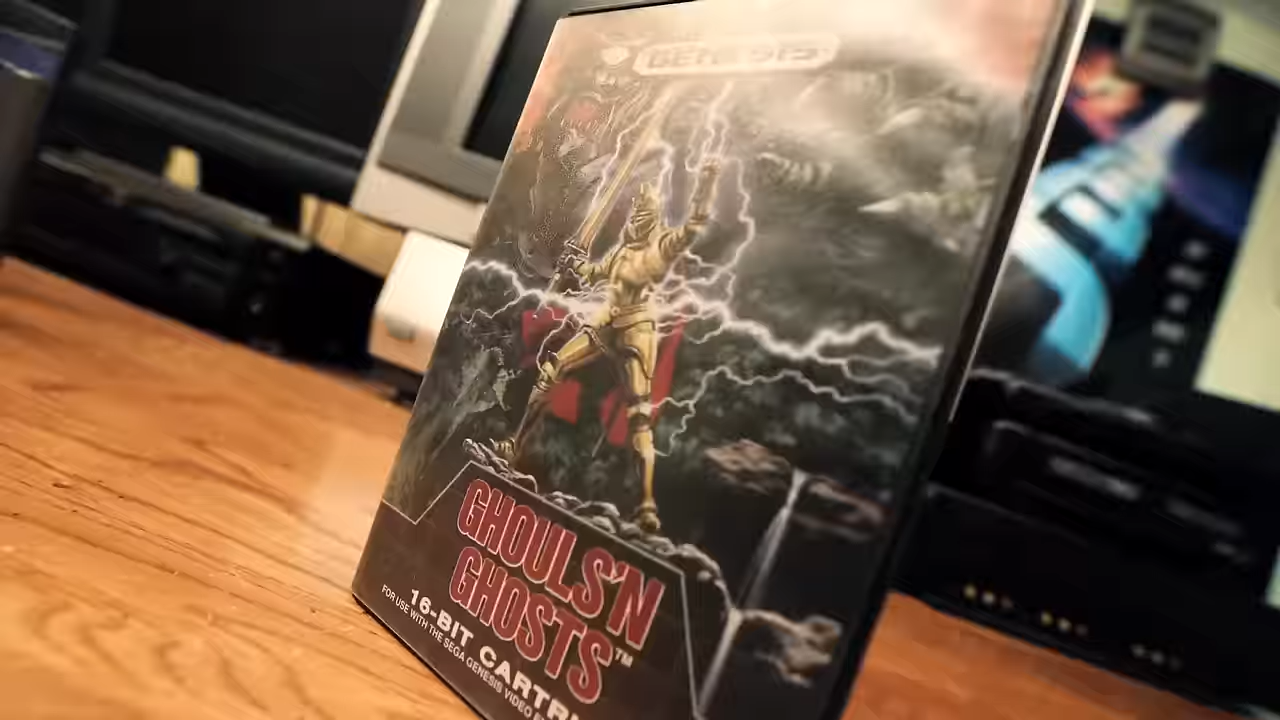 GENESIS
GHOULS'N
GHOSTS™
16-BIT CARTRI
FOR USE WITH THE SEGA GENESIS VIDEO E